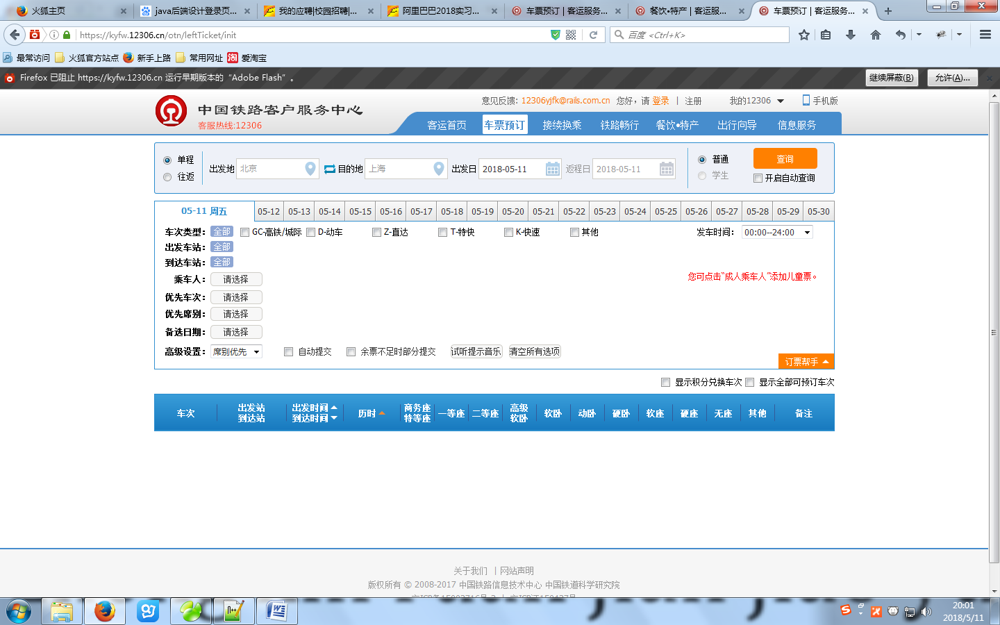 火狐主页
java后端设计登录页...
我的应聘|校园招聘|...
阿里巴巴2018实习...
车票预订 | 客运服务...
餐饮•特产 | 客运服...
车票预订 | 客运服务...
https://kyfw.12306.cn/otn/leftTicket/init
百度 <Ctrl+K>
最常访问 火狐官方站点 新手上路 常用网址 淘 爱淘宝
Firefox 已阻止 https://kyfw.12306.cn 运行早期版本的 “Adobe Flash” 。
继续屏蔽(B) 允许(A)...
意见反馈: 12306yjfk@rails.com.cn 您好，请 登录 | 注册 我的12306 手机版
中国铁路客户服务中心
客服热线:12306
客运首页 车票预订 接续换乘 铁路畅行 餐饮•特产 出行向导 信息服务
单程
往返
出发地 北京 目的地 上海 出发日 2018-05-11 返程日 2018-05-11
普通
学生
查询
开启自动查询
05-11 周五 05-12 05-13 05-14 05-15 05-16 05-17 05-18 05-19 05-20 05-21 05-22 05-23 05-24 05-25 05-26 05-27 05-28 05-29 05-30
车次类型： 全部 GC-高铁/城际 D-动车 Z-直达 T-特快 K-快速 其他 发车时间： 00:00--24:00
出发车站： 全部
到达车站： 全部
乘车人： 请选择 您可点击“成人乘车人”添加儿童票。
优先车次： 请选择
优先席别： 请选择
备选日期： 请选择
高级设置： 席别优先 自动提交 余票不足时部分提交 试听提示音乐 清空所有选项
订票帮手
显示积分兑换车次 显示全部可预订车次
车次
出发站
到达站
出发时间
到达时间
历时
商务座
特等座
一等座
二等座
高级
软卧
软卧
动卧
硬卧
软座
硬座
无座
其他
备注
关于我们 | 网站声明
版权所有 © 2008-2017 中国铁路信息技术中心 中国铁道科学研究院
20:01
2018/5/11